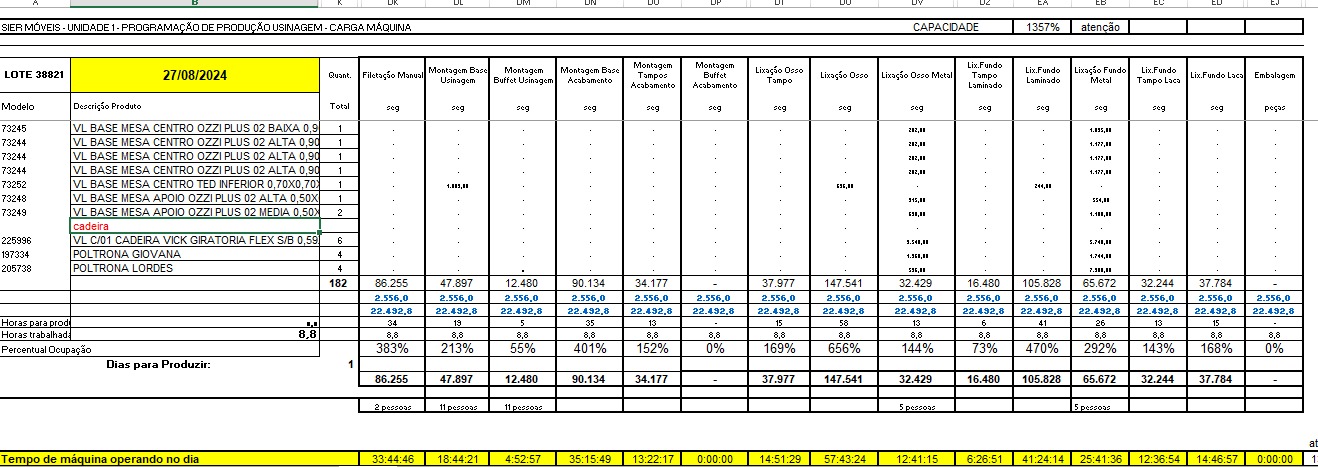 A B K DK DL DM DN DO DP DT DU DV DZ EA EB EC ED EJ
SIER MÓVEIS - UNIDADE 1 - PROGRAMAÇÃO DE PRODUÇÃO USINAGEM - CARGA MÁQUINA CAPACIDADE 1357% atenção
LOTE 38821 27/08/2024 Quant. Filetação Manual Montagem Base Usinagem Montagem Buffet Usinagem Montagem Base Acabamento Montagem Tampos Acabamento Montagem Buffet Acabamento Lixação Osso Tampo Lixação Osso Lixação Osso Metal Lix.Fundo Tampo Laminado Lix.Fundo Laminado Lixação Fundo Metal Lix.Fundo Tampo Laca Lix.Fundo Laca Embalagem
Modelo Descrição Produto Total seg seg seg seg seg seg seg seg seg seg seg seg seg seg peças
73245 VL BASE MESA CENTRO OZZI PLUS 02 BAIXA 0,9 1 - - - - - - - - 282,00 - - 1.095,00 - - -
73244 VL BASE MESA CENTRO OZZI PLUS 02 ALTA 0,90 1 - - - - - - - - 282,00 - - 1.177,00 - - -
73244 VL BASE MESA CENTRO OZZI PLUS 02 ALTA 0,90 1 - - - - - - - - 282,00 - - 1.177,00 - - -
73244 VL BASE MESA CENTRO OZZI PLUS 02 ALTA 0,90 1 - - - - - - - - 282,00 - - 1.177,00 - - -
73252 VL BASE MESA CENTRO TED INFERIOR 0,70X0,70X 1 - - - - - - 696,00 - - 244,00 - - - -
73248 VL BASE MESA APOIO OZZI PLUS 02 ALTA 0,50X 1 - - - - - - - - 315,00 - - 554,00 - - -
73249 VL BASE MESA APOIO OZZI PLUS 02 MEDIA 0,50X 2 - - - - - - - - 630,00 - - 1.108,00 - - -
cadeira
225996 VL C/01 CADEIRA VICK GIRATORIA FLEX S/B 0,59 6 - - - - - - - - - - - - -
197334 POLTRONA GIOVANA 4 - - - - - - - - - - 1.744,00 - - -
205738 POLTRONA LORDES 4 - - - - - - - - - - - - -
182 86.255 47.897 12.480 90.134 34.177 - 37.977 147.541 32.429 16.480 105.828 65.672 32.244 37.784 -
2.556,0 2.556,0 2.556,0 2.556,0 2.556,0 2.556,0 2.556,0 2.556,0 2.556,0 2.556,0 2.556,0 2.556,0 2.556,0 2.556,0 2.556,0
22.492,8 22.492,8 22.492,8 22.492,8 22.492,8 22.492,8 22.492,8 22.492,8 22.492,8 22.492,8 22.492,8 22.492,8 22.492,8 22.492,8 22.492,8
Horas para prod 34 19 5 35 13 - 15 58 13 6 41 26 13 15 -
Horas trabalhada 8,8 8,8 8,8 8,8 8,8 8,8 8,8 8,8 8,8 8,8 8,8 8,8 8,8 8,8 8,8 8,8
Percentual Ocupação 383% 213% 55% 401% 152% 0% 169% 656% 144% 73% 470% 292% 143% 168% 0%
Dias para Produzir: 1
86.255 47.897 12.480 90.134 34.177 - 37.977 147.541 32.429 16.480 105.828 65.672 32.244 37.784 -
2 pessoas 11 pessoas 11 pessoas 5 pessoas 5 pessoas
at
Tempo de máquina operando no dia 33:44:46 18:44:21 4:52:57 35:15:49 13:22:17 0:00:00 14:51:29 57:43:24 12:41:15 6:26:51 41:24:14 25:41:36 12:36:54 14:46:57 0:00:00